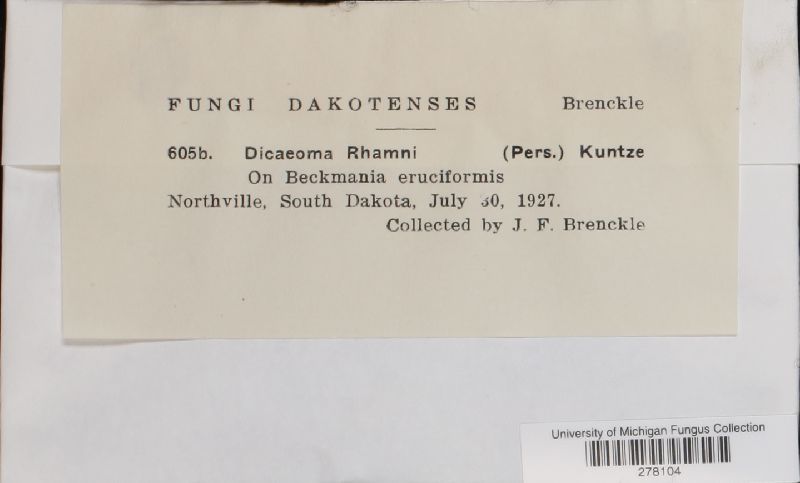 FUNGI DAKOTENSES Brenckle
605b. Dicaeoma Rhamni (Pers.) Kuntze
On Beckmania eruciformis
Northville, South Dakota, July 30, 1927.
Collected by J. F. Brenckle
University of Michigan Fungus Collection
278104